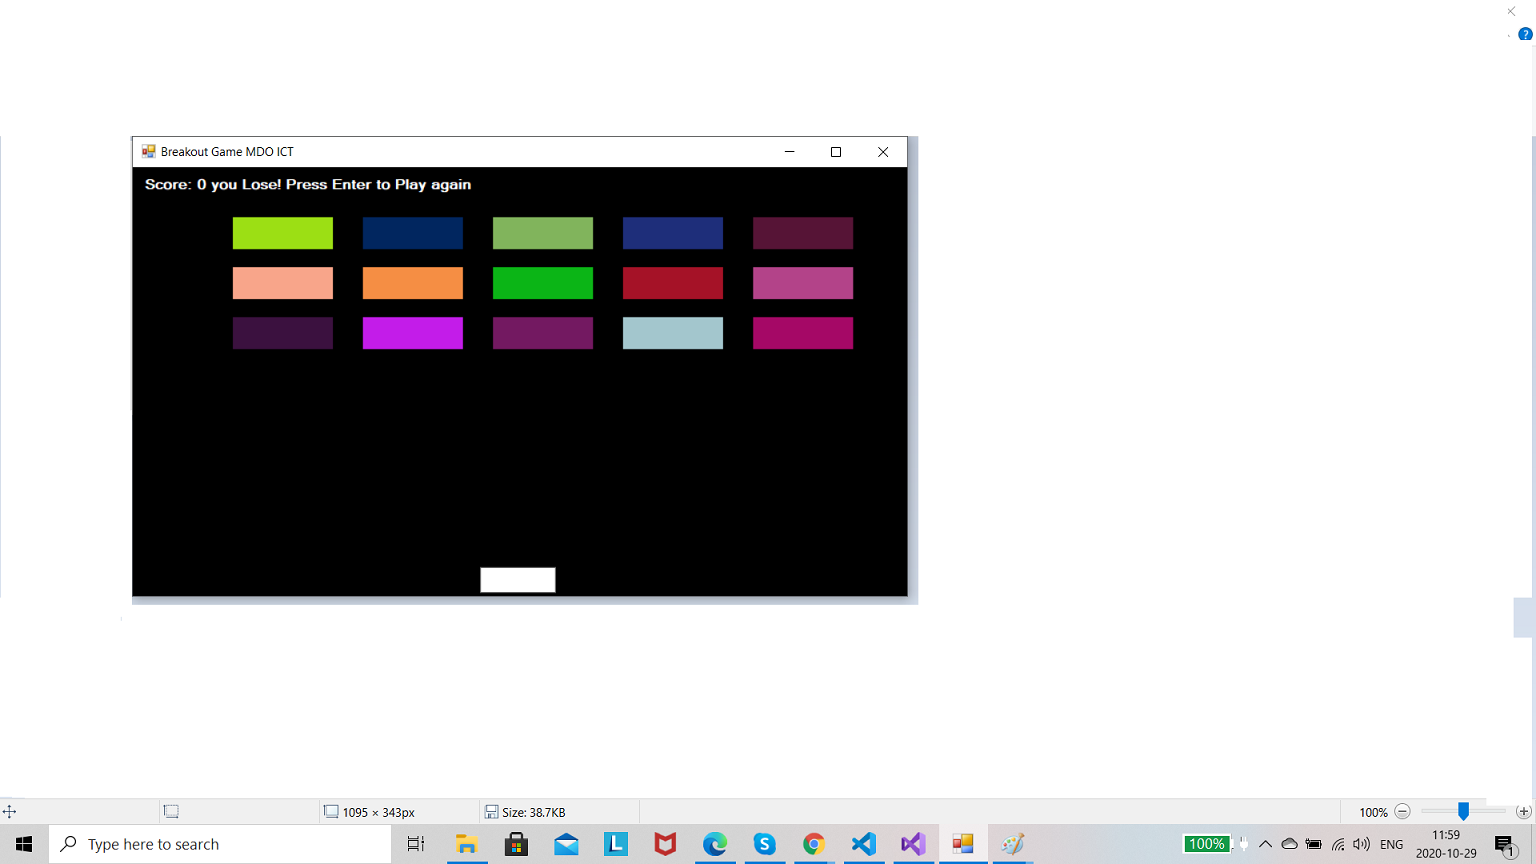 Breakout Game MDO ICT
Score: 0 you Lose! Press Enter to Play again
1095 × 343px
Size: 38.7KB
100%
Type here to search
L
S
100%
ENG
11:59
2020-10-29
1
?